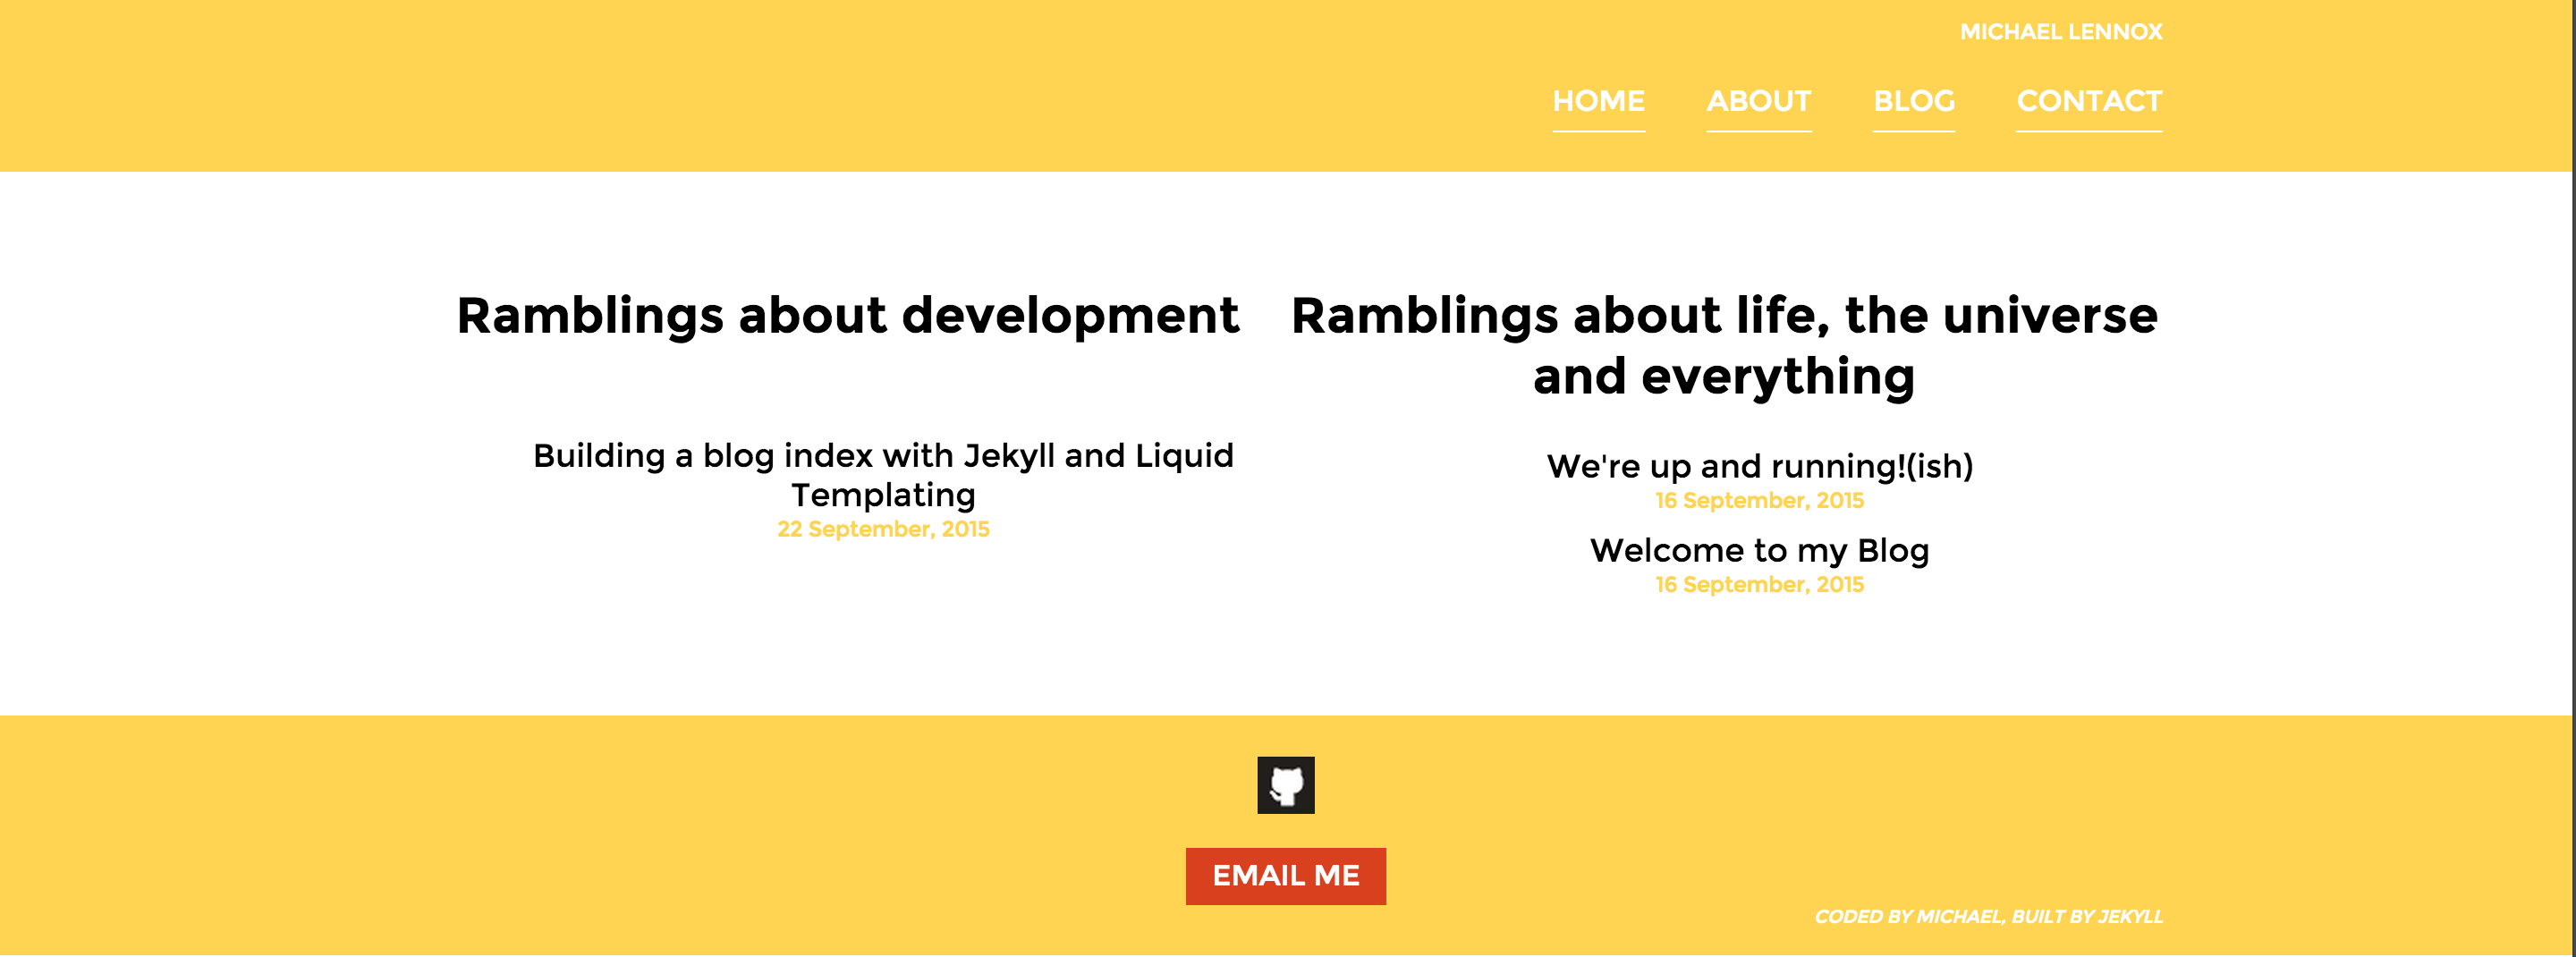 MICHAEL LENNOX
HOME ABOUT BLOG CONTACT
Ramblings about development
Building a blog index with Jekyll and Liquid
Templating
22 September, 2015
Ramblings about life, the universe
and everything
We're up and running!(ish)
16 September, 2015
Welcome to my Blog
16 September, 2015
EMAIL ME
CODED BY MICHAEL, BUILT BY JEKYLL